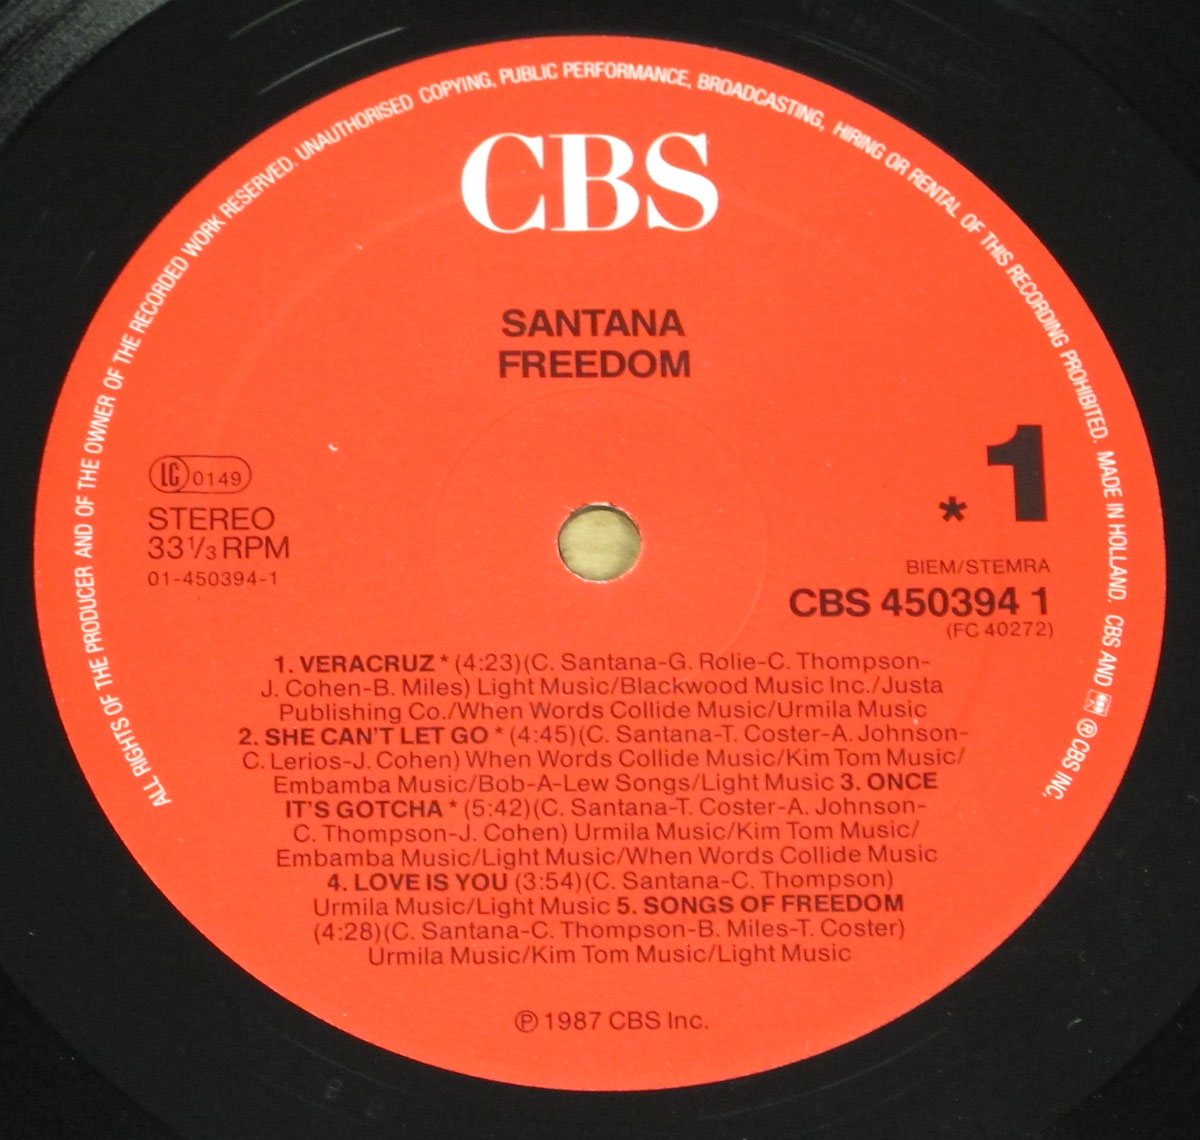 ALL RIGHTS OF THE PRODUCER AND OF THE OWNER OF THE RECORDED WORK RESERVED. UNAUTHORISED COPYING, PUBLIC PERFORMANCE, BROADCASTING, HIRING OR RENTAL OF THIS RECORDING PROHIBITED. MADE IN HOLLAND. CBS AND ® CBS INC.
CBS
SANTANA
FREEDOM
LC 0149
STEREO
33 1/3 RPM
01-450394-1
* 1
BIEM/STEMRA
CBS 450394 1
(FC 40272)
1. VERACRUZ * (4:23)(C. Santana-G. Rolie-C. Thompson-
J. Cohen-B. Miles) Light Music/Blackwood Music Inc./Justa
Publishing Co./When Words Collide Music/Urmila Music
2. SHE CAN'T LET GO * (4:45)(C. Santana-T. Coster-A. Johnson-
C. Lerios-J. Cohen) When Words Collide Music/Kim Tom Music/
Embamba Music/Bob-A-Lew Songs/Light Music 3. ONCE
IT'S GOTCHA * (5:42)(C. Santana-T. Coster-A. Johnson-
C. Thompson-J. Cohen) Urmila Music/Kim Tom Music/
Embamba Music/Light Music/When Words Collide Music
4. LOVE IS YOU (3:54)(C. Santana-C. Thompson)
Urmila Music/Light Music 5. SONGS OF FREEDOM
(4:28)(C. Santana-C. Thompson-B. Miles-T. Coster)
Urmila Music/Kim Tom Music/Light Music
℗ 1987 CBS Inc.